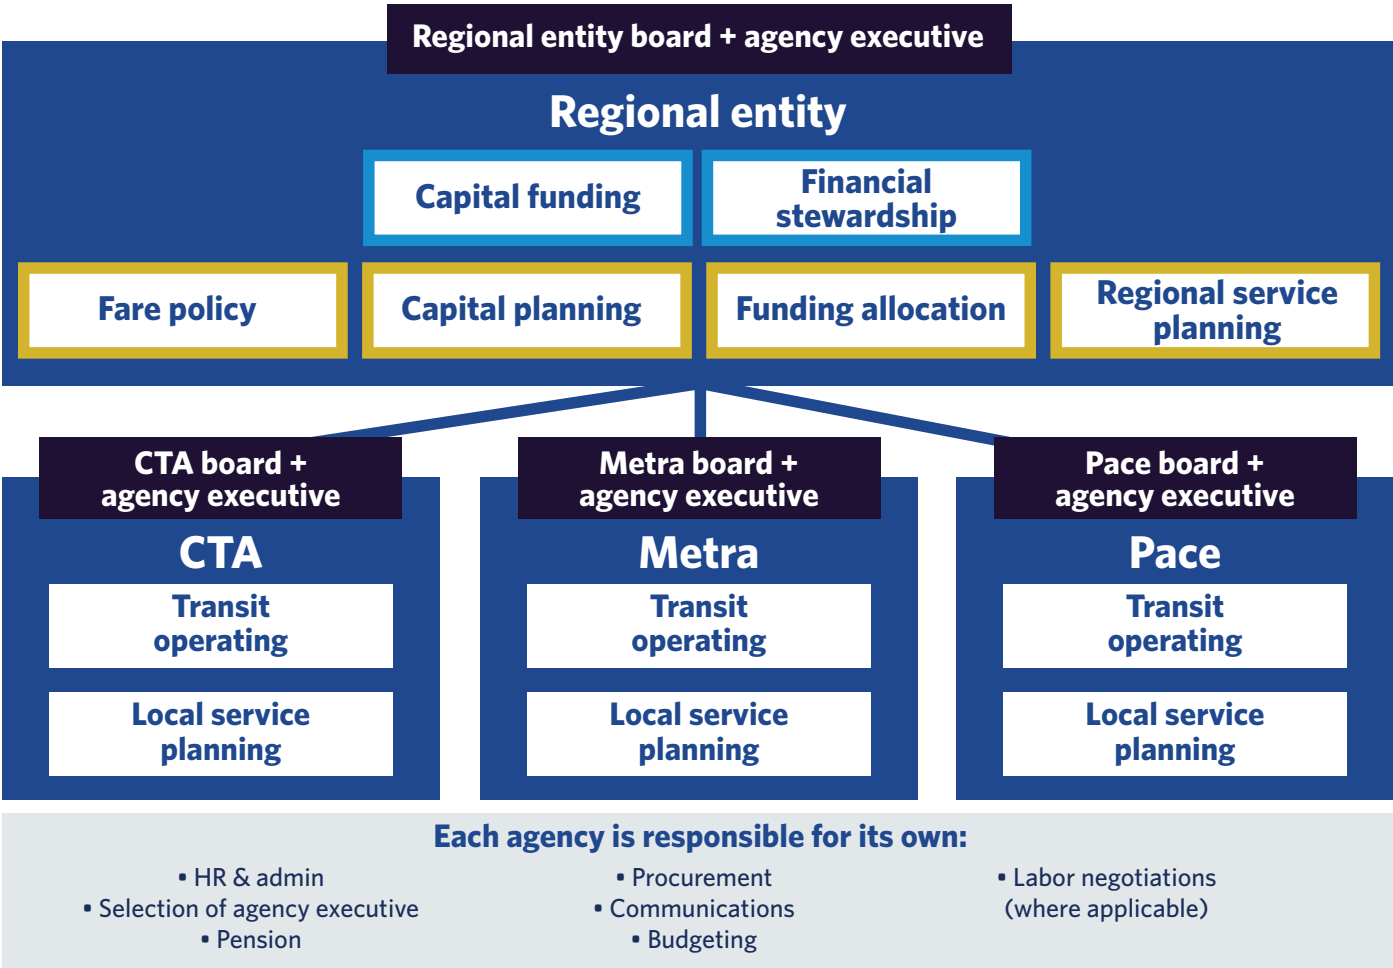 Regional entity board + agency executive
Regional entity
Capital funding
Financial
stewardship
Fare policy
Capital planning
Funding allocation
Regional service
planning
CTA board +
agency executive
CTA
Transit
operating
Local service
planning
Metra board +
agency executive
Metra
Transit
operating
Local service
planning
Pace board +
agency executive
Pace
Transit
operating
Local service
planning
Each agency is responsible for its own:
▪ HR & admin
▪ Selection of agency executive
▪ Pension
▪ Procurement
▪ Communications
▪ Budgeting
▪ Labor negotiations
(where applicable)